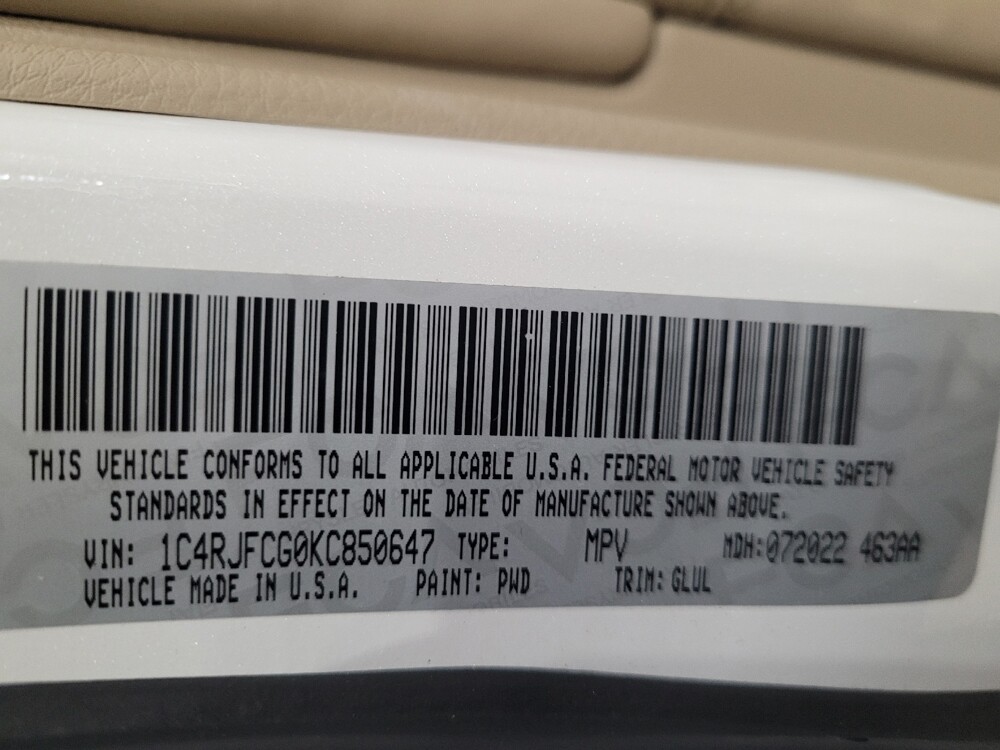 THIS VEHICLE CONFORMS TO ALL APPLICABLE U.S.A. FEDERAL MOTOR VEHICLE SAFETY
STANDARDS IN EFFECT ON THE DATE OF MANUFACTURE SHOWN ABOVE.
VIN: 1C4RJFCG0KC850647 TYPE: MPV MDH:072022 463AA
VEHICLE MADE IN U.S.A. PAINT: PWD TRIM: GLUL